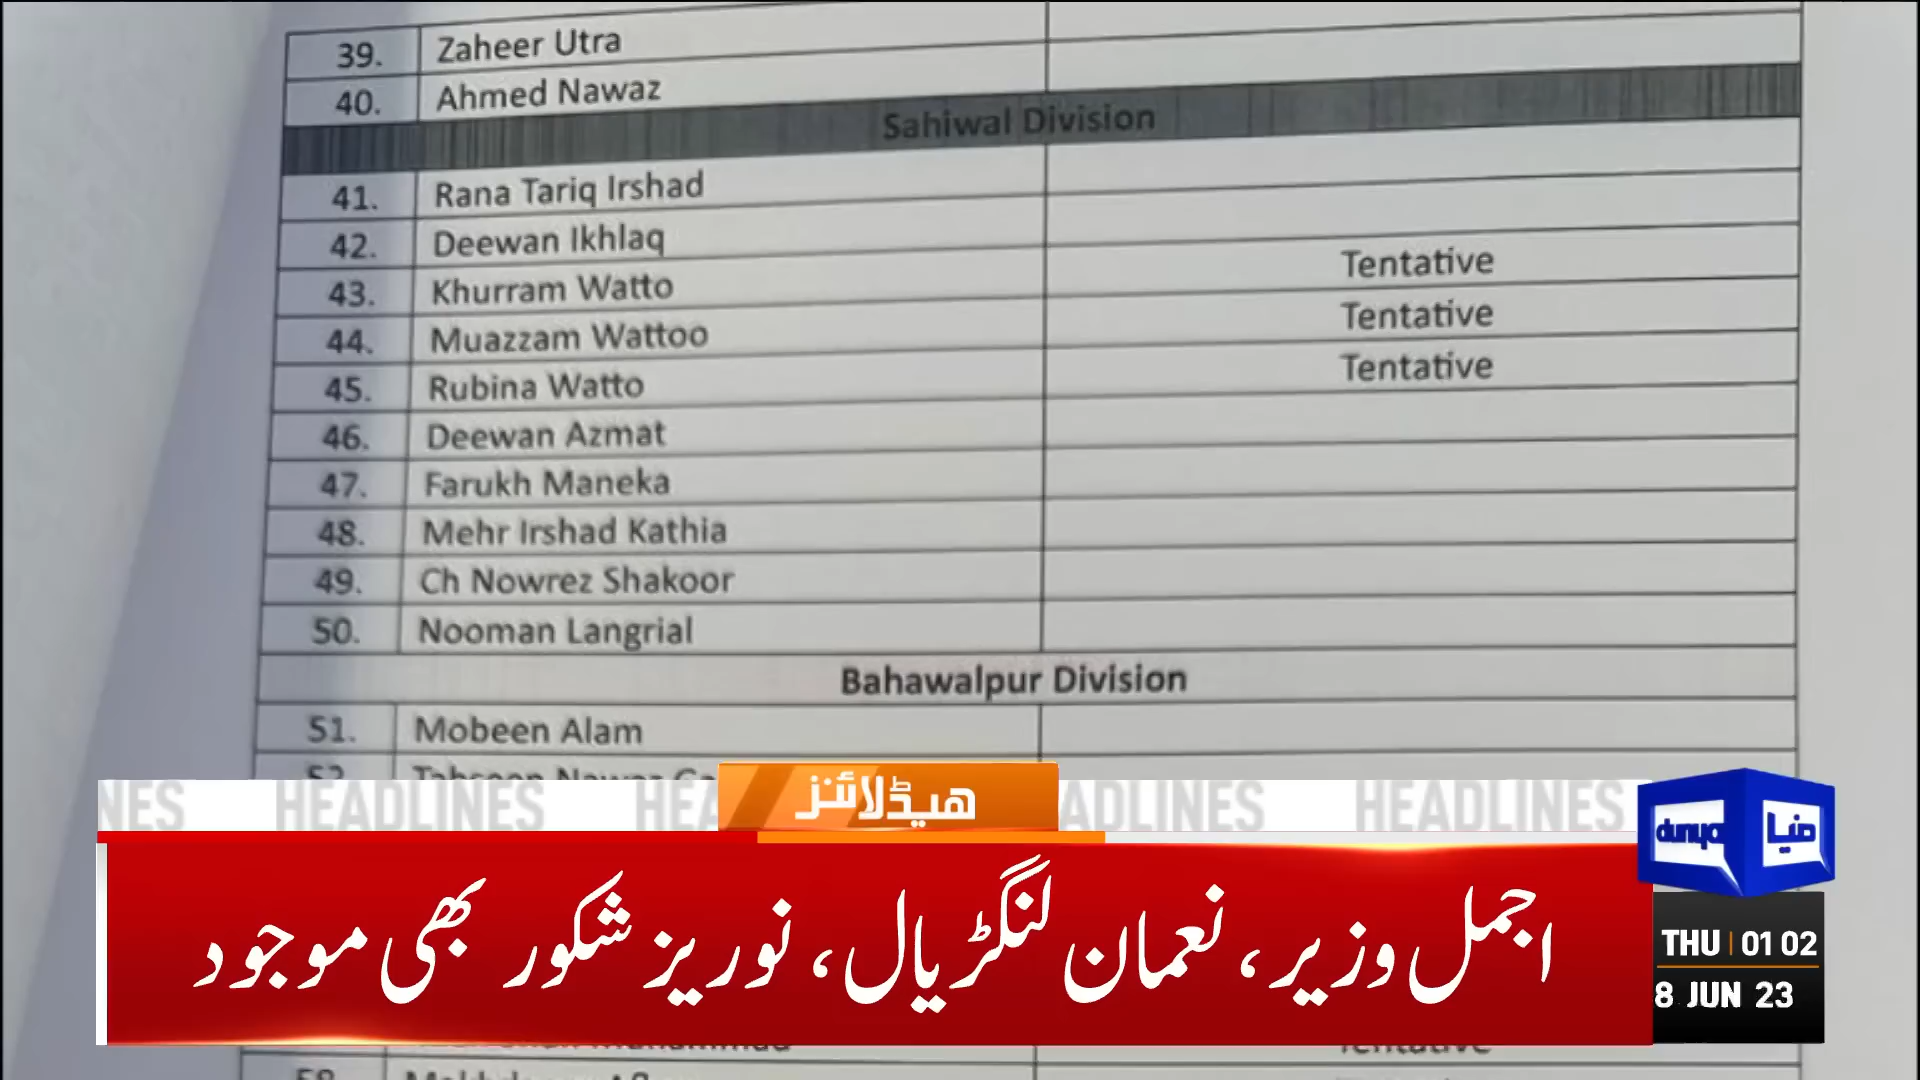 39. Zaheer Utra
40. Ahmed Nawaz
Sahiwal Division
41. Rana Tariq Irshad
42. Deewan Ikhlaq
43. Khurram Watto Tentative
44. Muazzam Wattoo Tentative
45. Rubina Watto Tentative
46. Deewan Azmat
47. Farukh Maneka
48. Mehr Irshad Kathia
49. Ch Nowrez Shakoor
50. Nooman Langrial
Bahawalpur Division
51. Mobeen Alam
HEADLINES HEADLINES
ہیڈلائنز
dunya دنیا
اجمل وزیر، نعمان لنگڑیال، نوریز شکور بھی موجود
THU 01 02
8 JUN 23